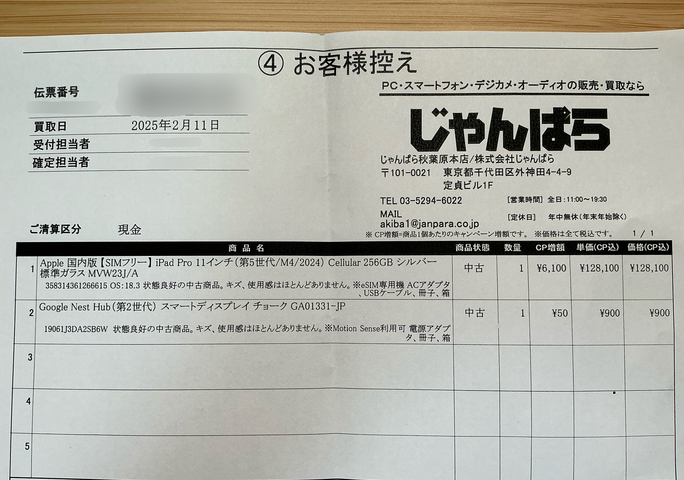 ④ お客様控え
伝票番号
買取日 2025年2月11日
受付担当者
確定担当者
ご清算区分 現金
PC・スマートフォン・デジカメ・オーディオの販売・買取なら
じゃんぱら
じゃんぱら秋葉原本店/株式会社じゃんぱら
〒101-0021 東京都千代田区外神田4-4-9
定貞ビル1F
TEL 03-5294-6022 [営業時間] 全日:11:00～19:30
MAIL [定休日] 年中無休(年末年始除く)
akiba1@janpara.co.jp
※ CP増額=商品1個あたりのキャンペーン増額です。 ※価格は全て税込です。 1 / 1
商 品 名 商品状態 数量 CP増額 単価(CP込) 価格(CP込)
1 Apple 国内版 【SIMフリー】 iPad Pro 11インチ(第5世代/M4/2024) Cellular 256GB シルバー 中古 1 ¥6,100 ¥128,100 ¥128,100
標準ガラス MVW23J/A
358314361266615 OS:18.3 状態良好の中古商品。キズ、使用感はほとんどありません。※eSIM専用機 ACアダプタ
、USBケーブル、冊子、箱
2 Google Nest Hub(第2世代) スマートディスプレイ チョーク GA01331-JP 中古 1 ¥50 ¥900 ¥900
19061J3DA2SB6W 状態良好の中古商品。キズ、使用感はほとんどありません。※Motion Sense利用可 電源アダプ
タ、冊子、箱
3
4
5